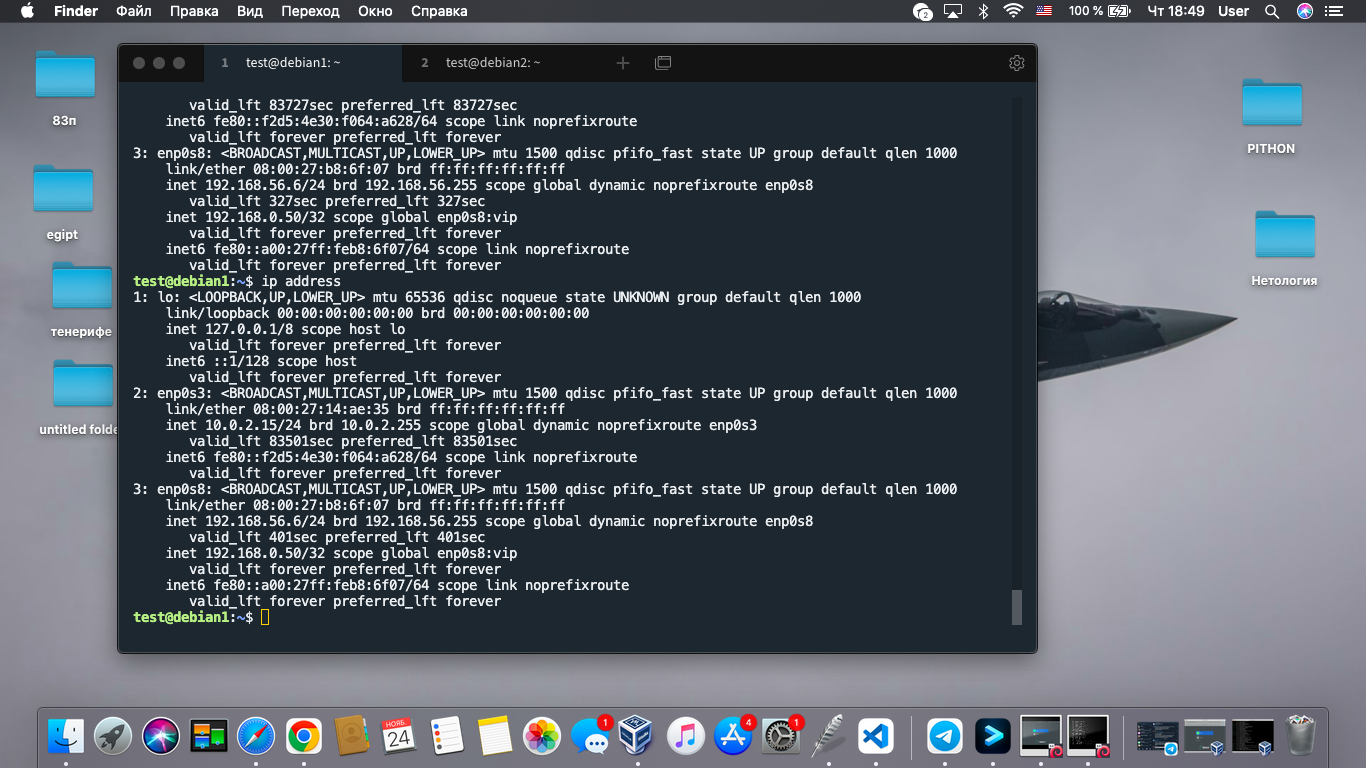 Finder Файл Правка Вид Переход Окно Справка 2 100 % Чт 18:49 User
1 test@debian1: ~ 2 test@debian2: ~ +
83п
egipt
тенерифе
untitled folde
PITHON
Нетология
valid_lft 83727sec preferred_lft 83727sec
inet6 fe80::f2d5:4e30:f064:a628/64 scope link noprefixroute
valid_lft forever preferred_lft forever
3: enp0s8: <BROADCAST,MULTICAST,UP,LOWER_UP> mtu 1500 qdisc pfifo_fast state UP group default qlen 1000
link/ether 08:00:27:b8:6f:07 brd ff:ff:ff:ff:ff:ff
inet 192.168.56.6/24 brd 192.168.56.255 scope global dynamic noprefixroute enp0s8
valid_lft 327sec preferred_lft 327sec
inet 192.168.0.50/32 scope global enp0s8:vip
valid_lft forever preferred_lft forever
inet6 fe80::a00:27ff:feb8:6f07/64 scope link noprefixroute
valid_lft forever preferred_lft forever
test@debian1:~$ ip address
1: lo: <LOOPBACK,UP,LOWER_UP> mtu 65536 qdisc noqueue state UNKNOWN group default qlen 1000
link/loopback 00:00:00:00:00:00 brd 00:00:00:00:00:00
inet 127.0.0.1/8 scope host lo
valid_lft forever preferred_lft forever
inet6 ::1/128 scope host
valid_lft forever preferred_lft forever
2: enp0s3: <BROADCAST,MULTICAST,UP,LOWER_UP> mtu 1500 qdisc pfifo_fast state UP group default qlen 1000
link/ether 08:00:27:14:ae:35 brd ff:ff:ff:ff:ff:ff
inet 10.0.2.15/24 brd 10.0.2.255 scope global dynamic noprefixroute enp0s3
valid_lft 83501sec preferred_lft 83501sec
inet6 fe80::f2d5:4e30:f064:a628/64 scope link noprefixroute
valid_lft forever preferred_lft forever
3: enp0s8: <BROADCAST,MULTICAST,UP,LOWER_UP> mtu 1500 qdisc pfifo_fast state UP group default qlen 1000
link/ether 08:00:27:b8:6f:07 brd ff:ff:ff:ff:ff:ff
inet 192.168.56.6/24 brd 192.168.56.255 scope global dynamic noprefixroute enp0s8
valid_lft 401sec preferred_lft 401sec
inet 192.168.0.50/32 scope global enp0s8:vip
valid_lft forever preferred_lft forever
inet6 fe80::a00:27ff:feb8:6f07/64 scope link noprefixroute
valid_lft forever preferred_lft forever
test@debian1:~$
НОЯБ.
24
1
4
1